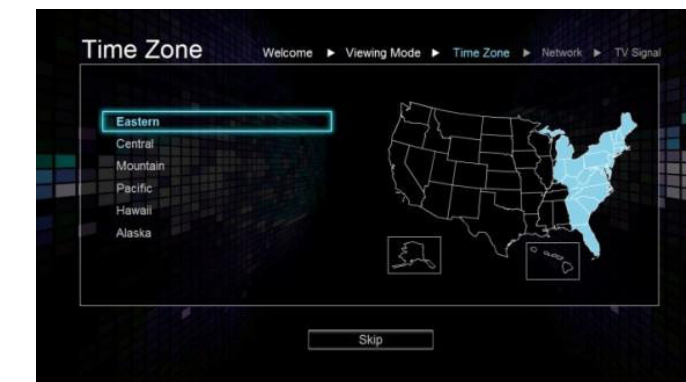 Time Zone
Welcome ► Viewing Mode ► Time Zone ► Network ► TV Signal
Eastern
Central
Mountain
Pacific
Hawaii
Alaska
Skip